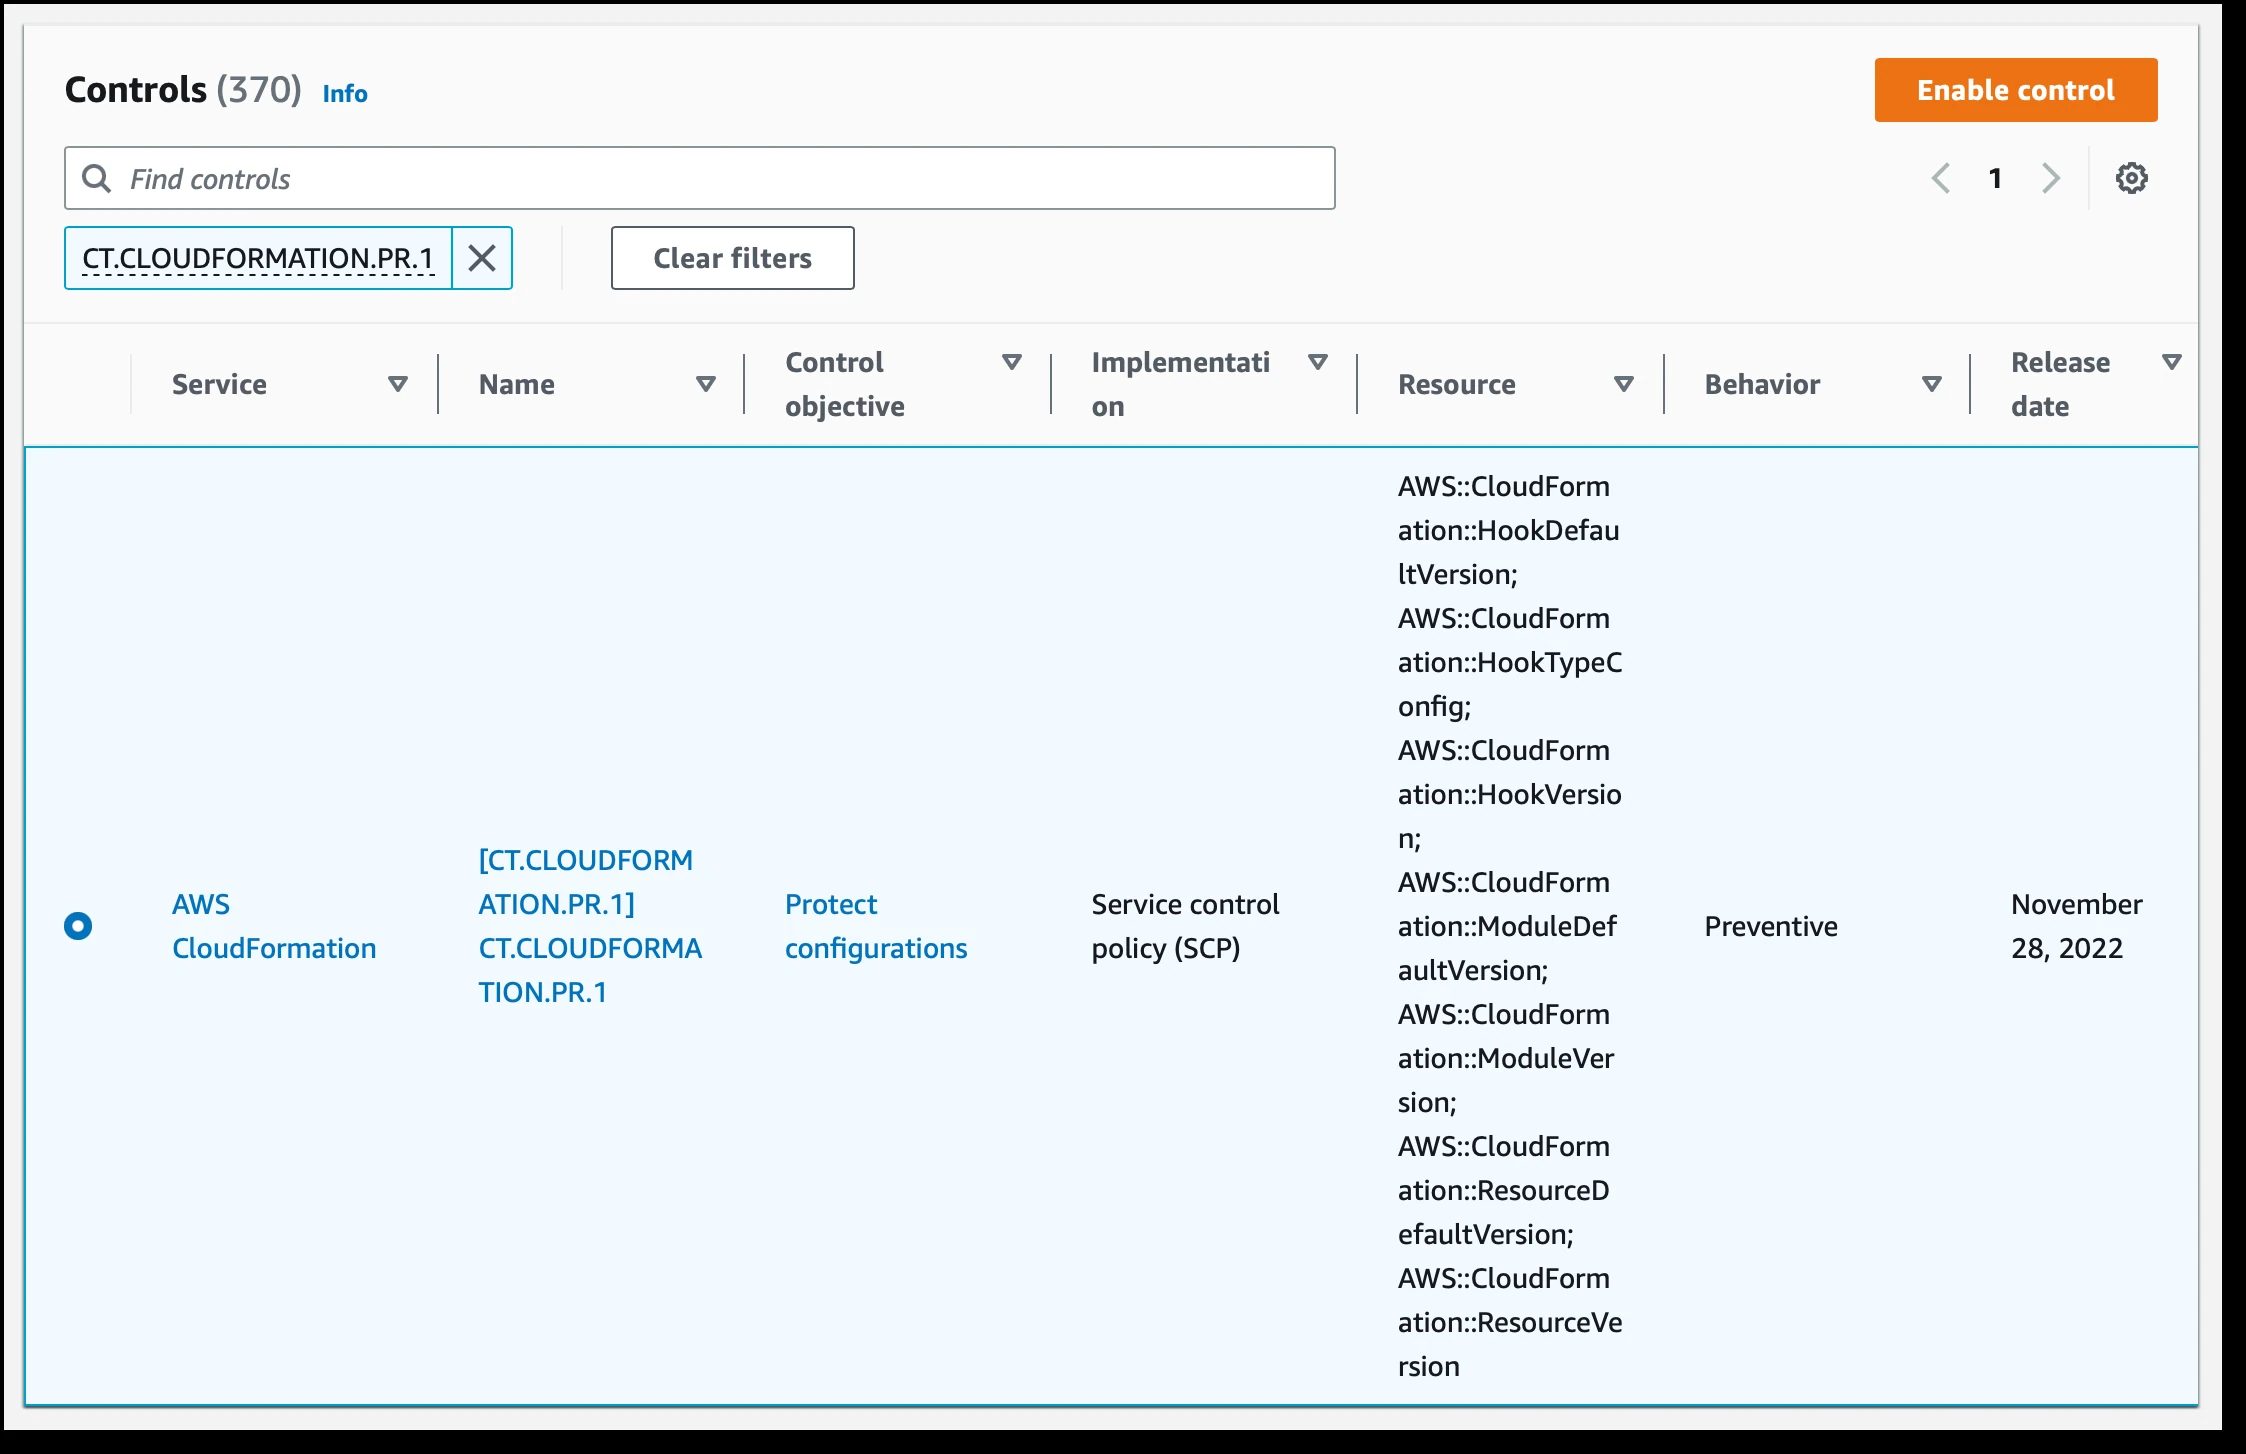 Controls (370) Info
Enable control
Find controls
1
CT.CLOUDFORMATION.PR.1
Clear filters
Service
Name
Control
objective
Implementati
on
Resource
Behavior
Release
date
AWS
CloudFormation
[CT.CLOUDFORM
ATION.PR.1]
CT.CLOUDFORMA
TION.PR.1
Protect
configurations
Service control
policy (SCP)
AWS::CloudForm
ation::HookDefau
ltVersion;
AWS::CloudForm
ation::HookTypeC
onfig;
AWS::CloudForm
ation::HookVersio
n;
AWS::CloudForm
ation::ModuleDef
aultVersion;
AWS::CloudForm
ation::ModuleVer
sion;
AWS::CloudForm
ation::ResourceD
efaultVersion;
AWS::CloudForm
ation::ResourceVe
rsion
Preventive
November
28, 2022